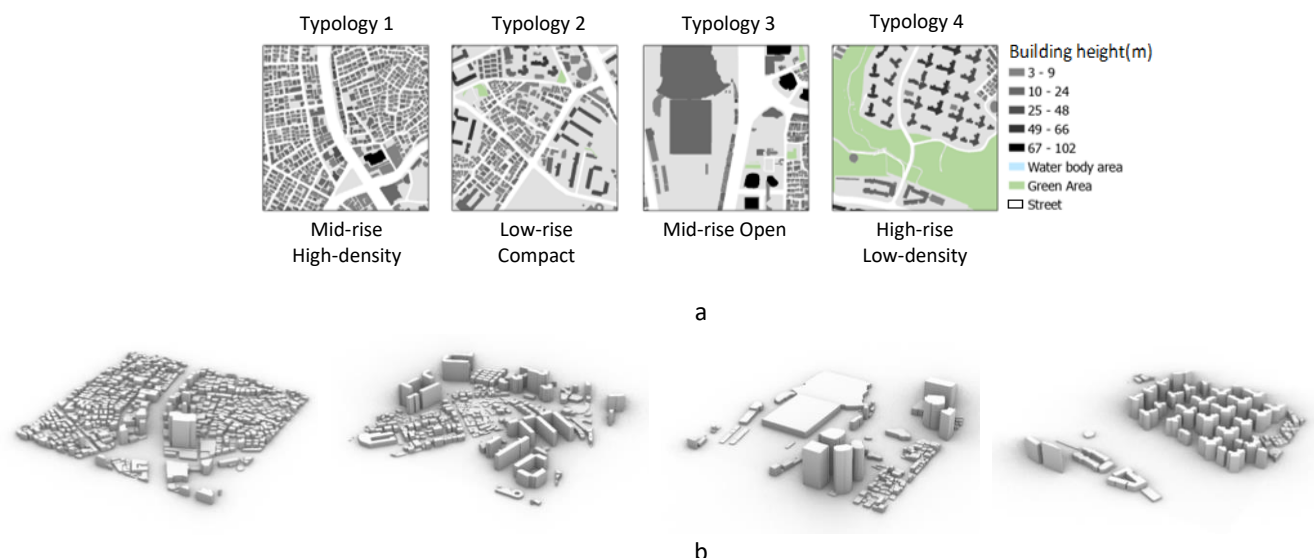 Typology 1
Typology 2
Typology 3
Typology 4
Building height(m)
3 - 9
10 - 24
25 - 48
49 - 66
67 - 102
Water body area
Green Area
Street
Mid-rise
High-density
Low-rise
Compact
Mid-rise Open
High-rise
Low-density
a
b